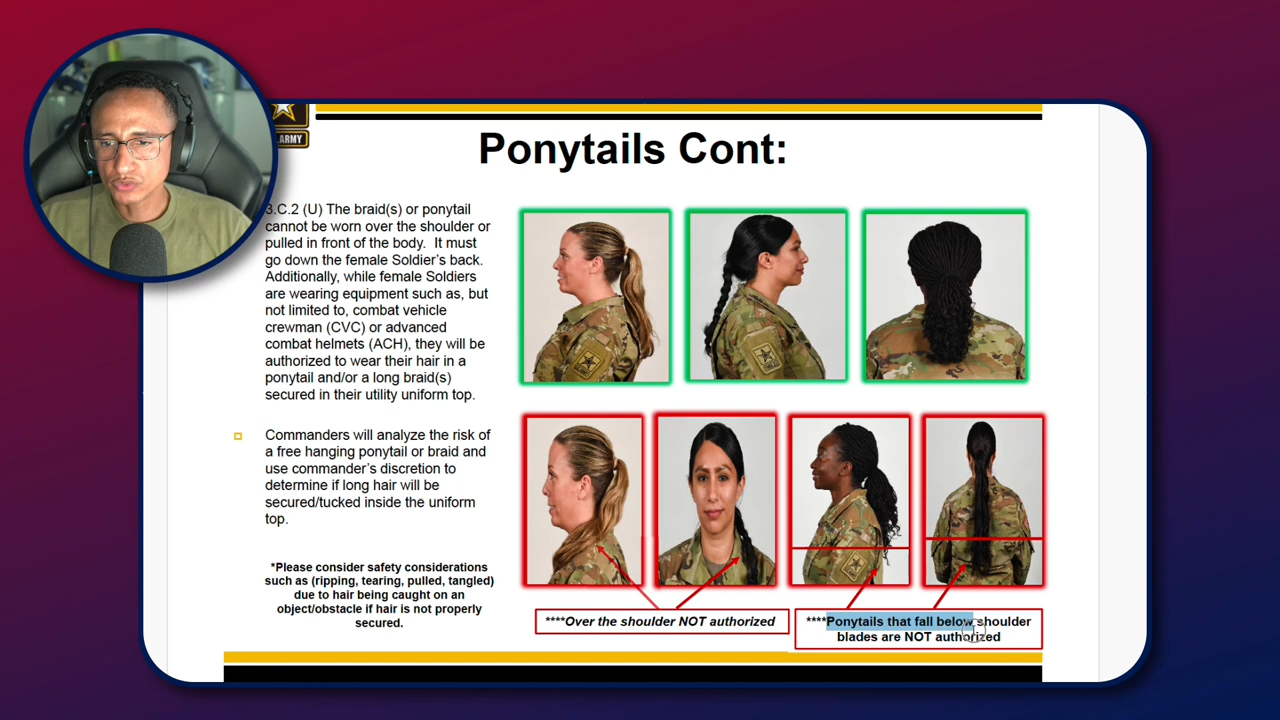 ARMY
Ponytails Cont:
3.C.2 (U) The braid(s) or ponytail
cannot be worn over the shoulder or
pulled in front of the body. It must
go down the female Soldier's back.
Additionally, while female Soldiers
are wearing equipment such as, but
not limited to, combat vehicle
crewman (CVC) or advanced
combat helmets (ACH), they will be
authorized to wear their hair in a
ponytail and/or a long braid(s)
secured in their utility uniform top.
Commanders will analyze the risk of
a free hanging ponytail or braid and
use commander's discretion to
determine if long hair will be
secured/tucked inside the uniform
top.
*Please consider safety considerations
such as (ripping, tearing, pulled, tangled)
due to hair being caught on an
object/obstacle if hair is not properly
secured.
****Over the shoulder NOT authorized
****Ponytails that fall below shoulder
blades are NOT authorized